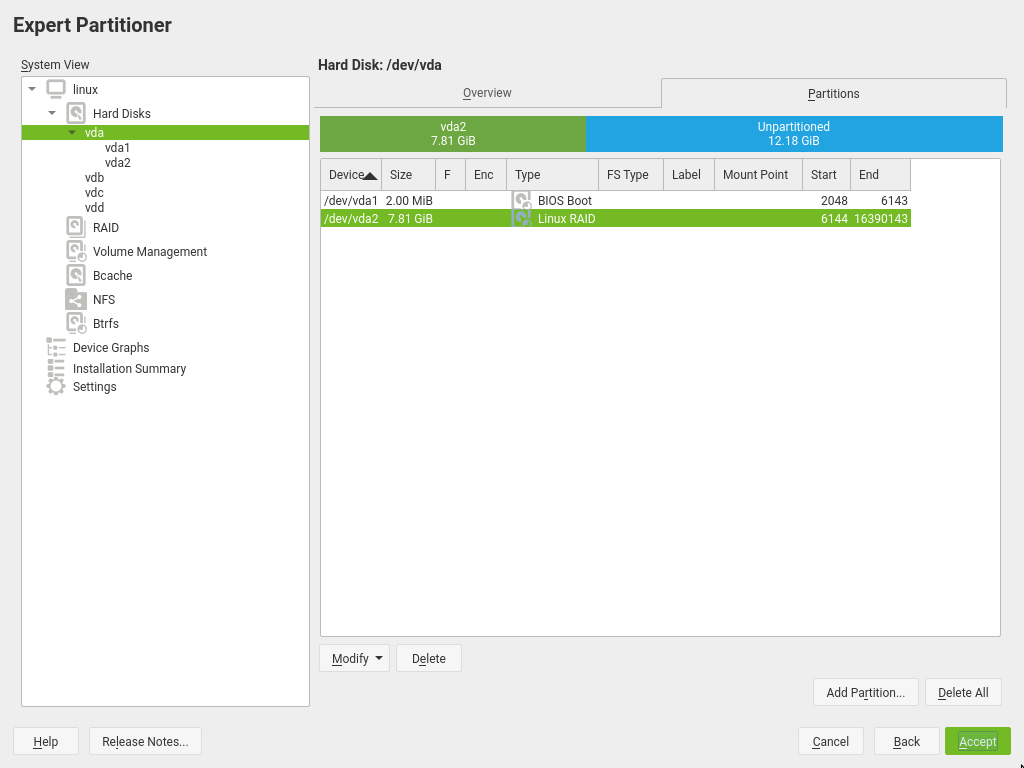 Expert Partitioner
System View
linux
Hard Disks
vda
vda1
vda2
vdb
vdc
vdd
RAID
Volume Management
Bcache
NFS
Btrfs
Device Graphs
Installation Summary
Settings
Hard Disk: /dev/vda
Overview Partitions
vda2 Unpartitioned
7.81 GiB 12.18 GiB
Device Size F Enc Type FS Type Label Mount Point Start End
/dev/vda1 2.00 MiB BIOS Boot 2048 6143
/dev/vda2 7.81 GiB Linux RAID 6144 16390143
Modify Delete
Add Partition... Delete All
Help Release Notes... Cancel Back Accept